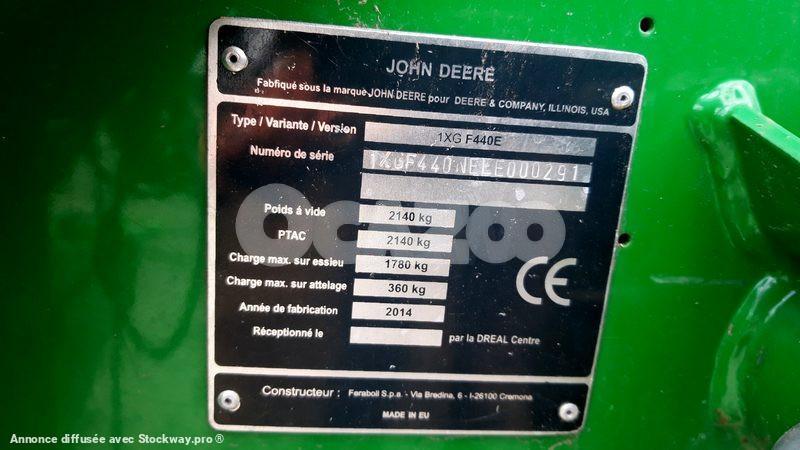 JOHN DEERE
Fabriqué sous la marque JOHN DEERE pour DEERE & COMPANY, ILLINOIS, USA
Type / Variante / Version 1XG F440E
Numéro de série 1XGF440NEEE000291
Poids á vide 2140 kg
PTAC 2140 kg
Charge max. sur essieu 1780 kg
Charge max. sur attelage 360 kg
Année de fabrication 2014
Réceptionné le par la DREAL Centre
CE
Constructeur : Feraboli S.p.a. - Via Bredina, 6 - I-26100 Cremona
MADE IN EU
Annonce diffusée avec Stockway.pro ®